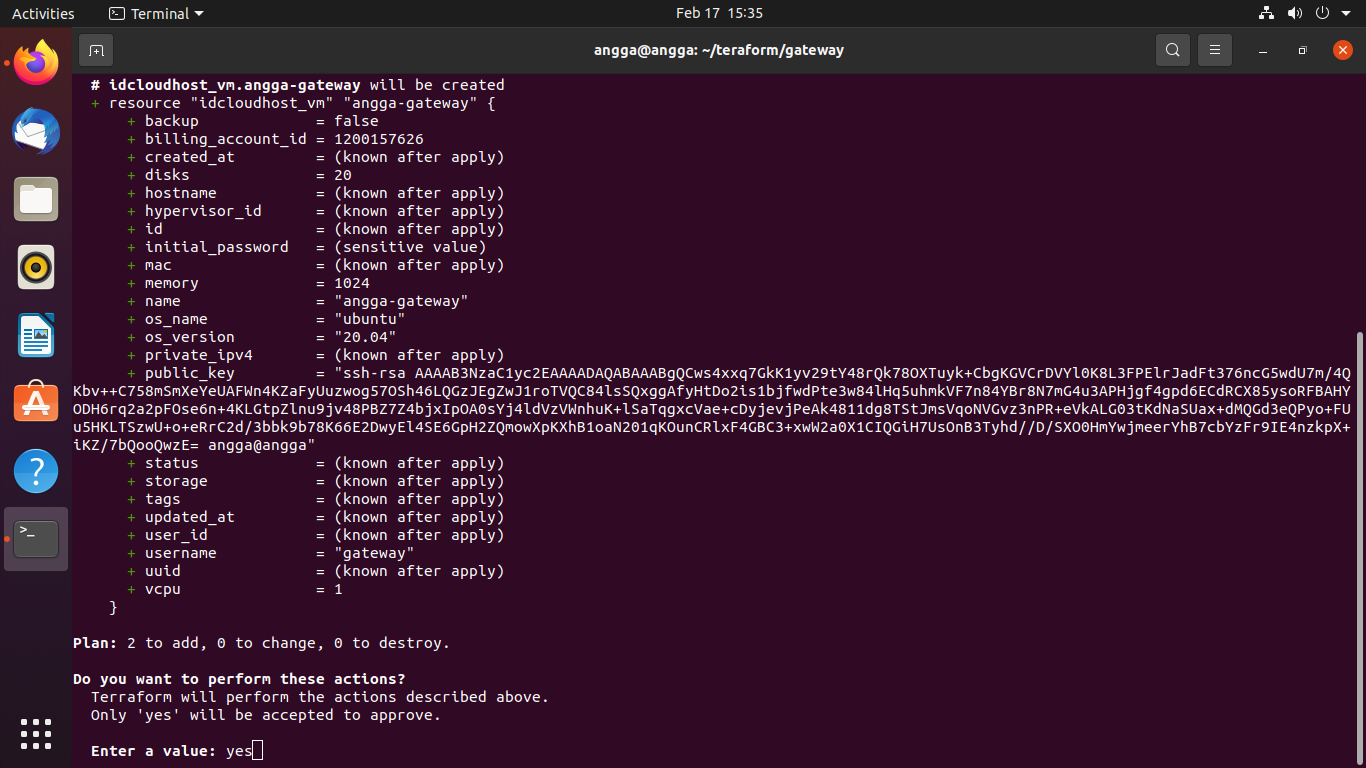 Activities
Terminal
Feb 17 15:35
angga@angga: ~/teraform/gateway
# idcloudhost_vm.angga-gateway will be created
+ resource "idcloudhost_vm" "angga-gateway" {
+ backup = false
+ billing_account_id = 1200157626
+ created_at = (known after apply)
+ disks = 20
+ hostname = (known after apply)
+ hypervisor_id = (known after apply)
+ id = (known after apply)
+ initial_password = (sensitive value)
+ mac = (known after apply)
+ memory = 1024
+ name = "angga-gateway"
+ os_name = "ubuntu"
+ os_version = "20.04"
+ private_ipv4 = (known after apply)
+ public_key = "ssh-rsa AAAAB3NzaC1yc2EAAAADAQABAAABgQCws4xxq7GkK1yv29tY48rQk78OXTuyk+CbgKGVCrDVYl0K8L3FPElrJadFt376ncG5wdU7m/4Q
Kbv++C758mSmXeYeUAFWn4KZaFyUuzwog57OSh46LQGzJEgZwJ1roTVQC84lsSQxggAfyHtDo2is1bjfwdPte3w84lHq5uhmkVF7n84YBr8N7mG4u3APHjgf4gpd6ECdRCX85ysoRFBAHY
ODH6rq2a2pFOse6n+4KLGtpZlnu9jv48PBZ7Z4bjxIpOA0sYj4ldVzVWnhuK+lSaTqgxcVae+cDyjevjPeAk4811dg8TStJmsVqoNVGvz3nPR+eVkALG03tKdNaSUax+dMQGd3eQPyo+FU
u5HKLTSzwU+o+eRrC2d/3bbk9b78K66E2DwyEl4SE6GpH2ZQmowXpKXhB1oaN201qKOunCRlxF4GBC3+xwW2a0X1CIQGiH7UsOnB3Tyhd//D/SXO0HmYwjmeerYhB7cbYzFr9IE4nzkpX+
iKZ/7bQooQwzE= angga@angga"
+ status = (known after apply)
+ storage = (known after apply)
+ tags = (known after apply)
+ updated_at = (known after apply)
+ user_id = (known after apply)
+ username = "gateway"
+ uuid = (known after apply)
+ vcpu = 1
}
Plan: 2 to add, 0 to change, 0 to destroy.
Do you want to perform these actions?
Terraform will perform the actions described above.
Only 'yes' will be accepted to approve.
Enter a value: yes